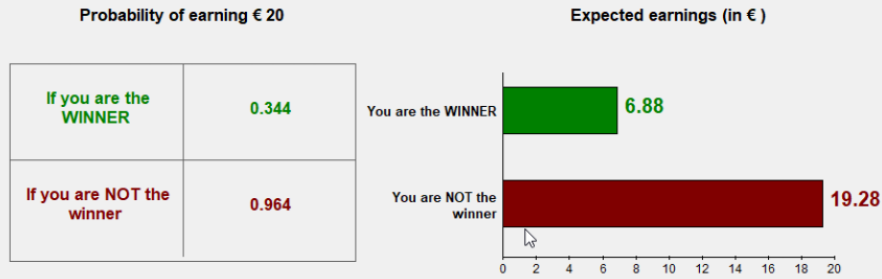 Probability of earning € 20
If you are the
WINNER
0.344
If you are NOT the
winner
0.964
Expected earnings (in € )
You are the WINNER
6.88
You are NOT the
winner
19.28
0 2 4 6 8 10 12 14 16 18 20